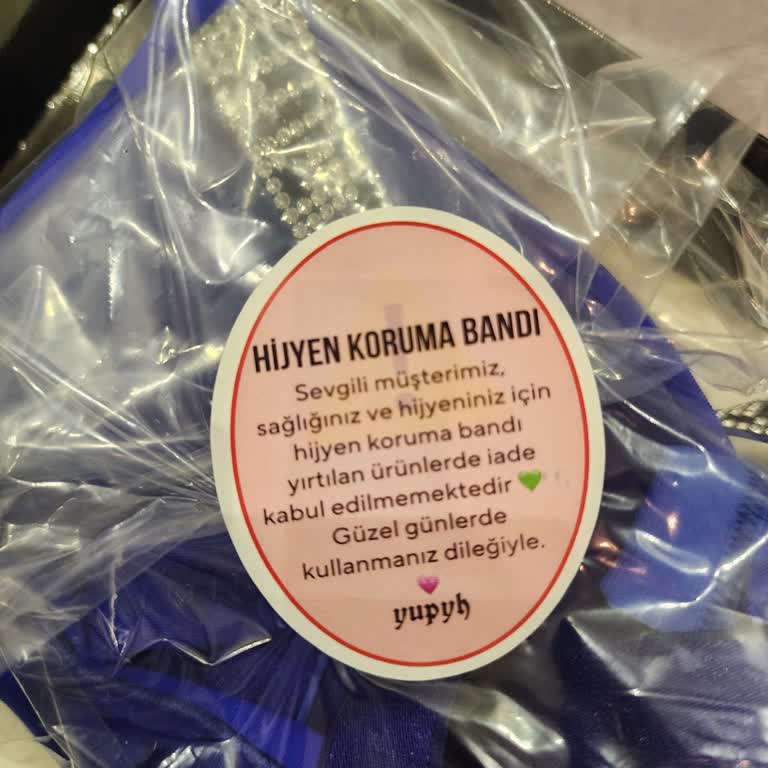 HİJYEN KORUMA BANDI
Sevgili müşterimiz,
sağlığınız ve hijyeniniz için
hijyen koruma bandı
yırtılan ürünlerde iade
kabul edilmemektedir 💚
Güzel günlerde
kullanmanız dileğiyle.
💗
yupyh